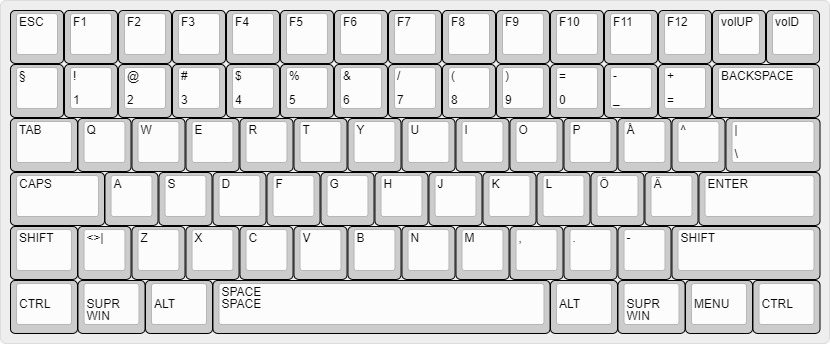 ESC F1 F2 F3 F4 F5 F6 F7 F8 F9 F10 F11 F12 volUP volD
§ ! @ # $ % & / ( ) = - + BACKSPACE
1 2 3 4 5 6 7 8 9 0 _ =
TAB Q W E R T Y U I O P Å ^ |
\
CAPS A S D F G H J K L Ö Ä ENTER
SHIFT <>| Z X C V B N M , . - SHIFT
SPACE
CTRL SUPR ALT SPACE ALT SUPR MENU CTRL
WIN WIN